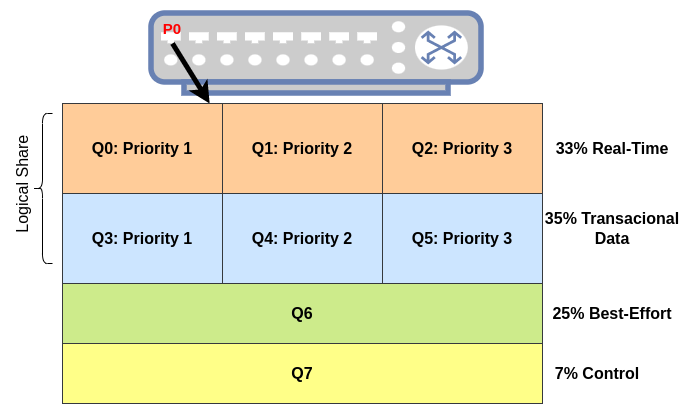 P0
Logical Share
Q0: Priority 1
Q1: Priority 2
Q2: Priority 3
33% Real-Time
Q3: Priority 1
Q4: Priority 2
Q5: Priority 3
35% Transacional
Data
Q6
25% Best-Effort
Q7
7% Control